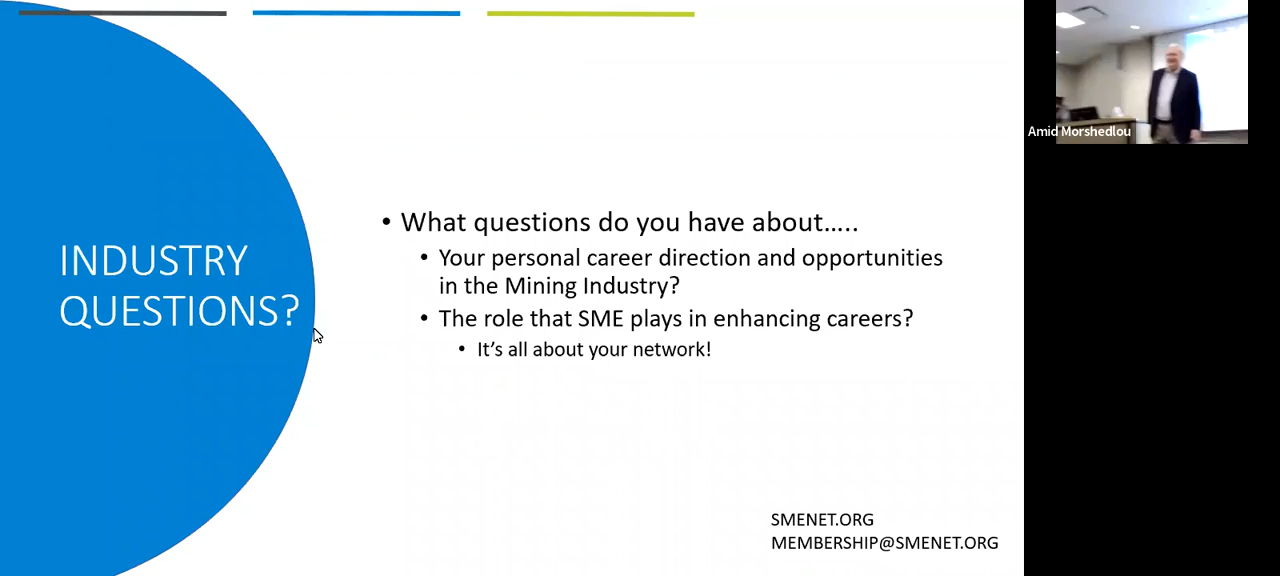 INDUSTRY
QUESTIONS?
• What questions do you have about…..
• Your personal career direction and opportunities
in the Mining Industry?
• The role that SME plays in enhancing careers?
• It’s all about your network!
SMENET.ORG
MEMBERSHIP@SMENET.ORG
Amid Morshedlou